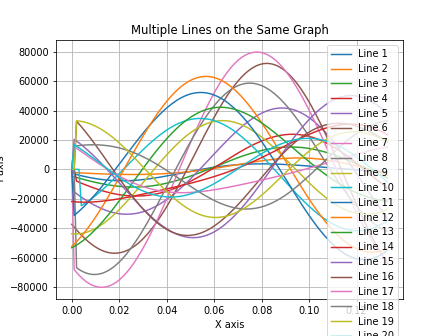 Multiple Lines on the Same Graph
80000
60000
40000
20000
0
−20000
−40000
−60000
−80000
0.00
0.02
0.04
0.06
0.08
0.10
X axis
Line 1
Line 2
Line 3
Line 4
Line 5
Line 6
Line 7
Line 8
Line 9
Line 10
Line 11
Line 12
Line 13
Line 14
Line 15
Line 16
Line 17
Line 18
Line 19
Line 20